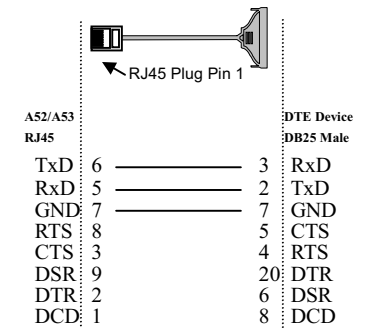 RJ45 Plug Pin 1
A52/A53 DTE Device
RJ45 DB25 Male
TxD 6 3 RxD
RxD 5 2 TxD
GND 7 7 GND
RTS 8 5 CTS
CTS 3 4 RTS
DSR 9 20 DTR
DTR 2 6 DSR
DCD 1 8 DCD